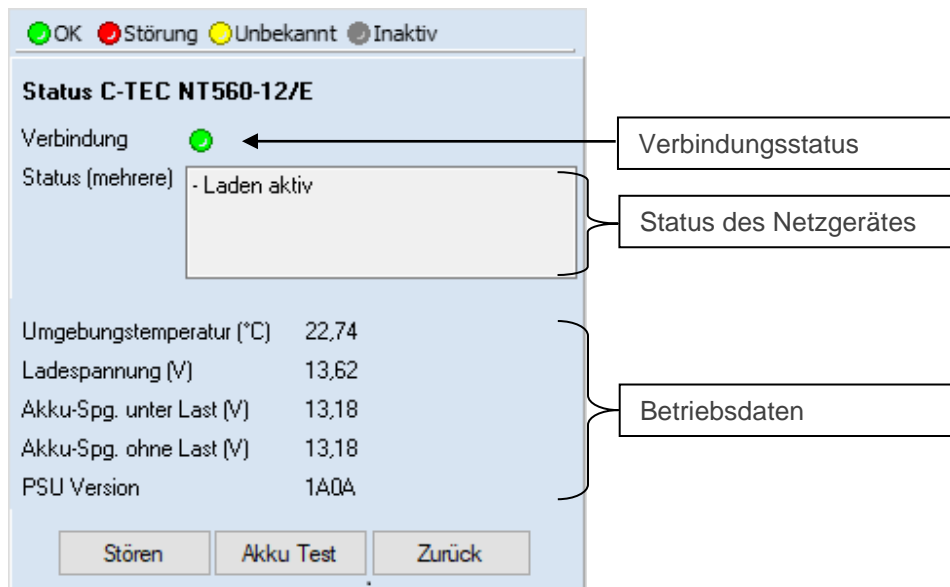 OK Störung Unbekannt Inaktiv
Status C-TEC NT560-12/E
Verbindung
Verbindungsstatus
Status (mehrere)
- Laden aktiv
Status des Netzgerätes
Umgebungstemperatur (°C) 22,74
Ladespannung (V) 13,62
Akku-Spg. unter Last (V) 13,18
Betriebsdaten
Akku-Spg. ohne Last (V) 13,18
PSU Version 1A0A
Stören Akku Test Zurück